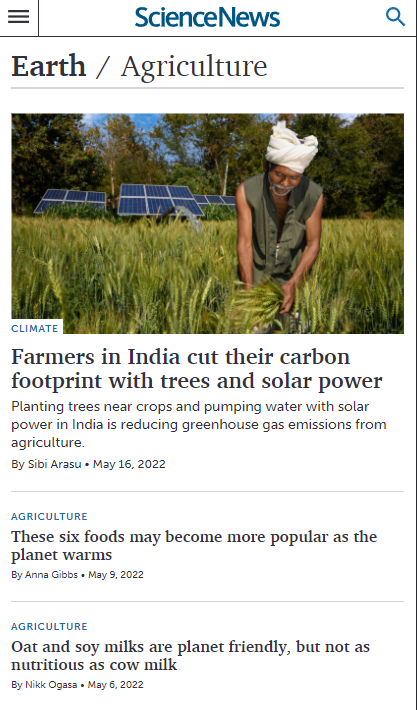 ScienceNews
Earth / Agriculture
CLIMATE
Farmers in India cut their carbon
footprint with trees and solar power
Planting trees near crops and pumping water with solar
power in India is reducing greenhouse gas emissions from
agriculture.
By Sibi Arasu • May 16, 2022
AGRICULTURE
These six foods may become more popular as the
planet warms
By Anna Gibbs • May 9, 2022
AGRICULTURE
Oat and soy milks are planet friendly, but not as
nutritious as cow milk
By Nikk Ogasa • May 6, 2022